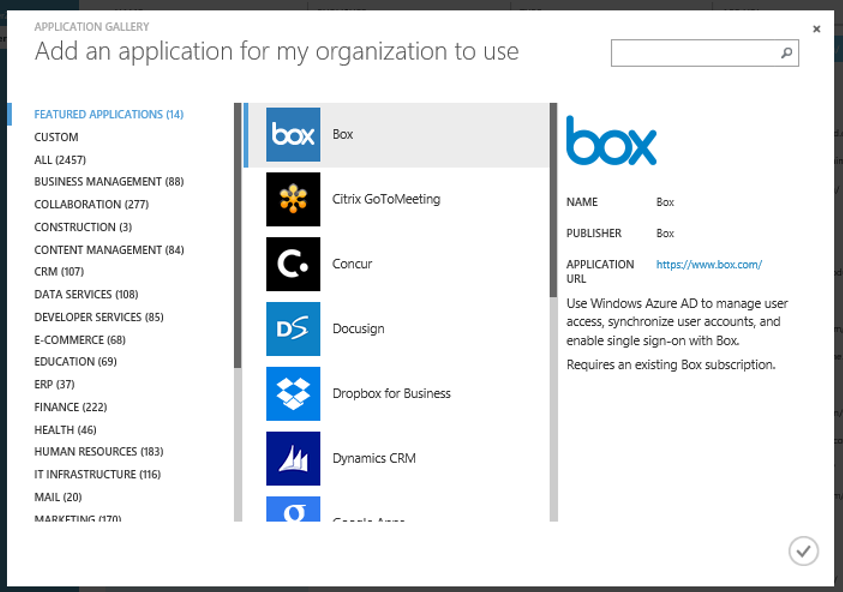 APPLICATION GALLERY
Add an application for my organization to use
FEATURED APPLICATIONS (14)
CUSTOM
ALL (2457)
BUSINESS MANAGEMENT (88)
COLLABORATION (277)
CONSTRUCTION (3)
CONTENT MANAGEMENT (84)
CRM (107)
DATA SERVICES (108)
DEVELOPER SERVICES (85)
E-COMMERCE (68)
EDUCATION (69)
ERP (37)
FINANCE (222)
HEALTH (46)
HUMAN RESOURCES (183)
IT INFRASTRUCTURE (116)
MAIL (20)
MARKETING (170)
box
Box
Citrix GoToMeeting
C.
Concur
DS
Docusign
Dropbox for Business
Dynamics CRM
g
Google Apps
box
NAME Box
PUBLISHER Box
APPLICATION https://www.box.com/
URL
Use Windows Azure AD to manage user
access, synchronize user accounts, and
enable single sign-on with Box.
Requires an existing Box subscription.